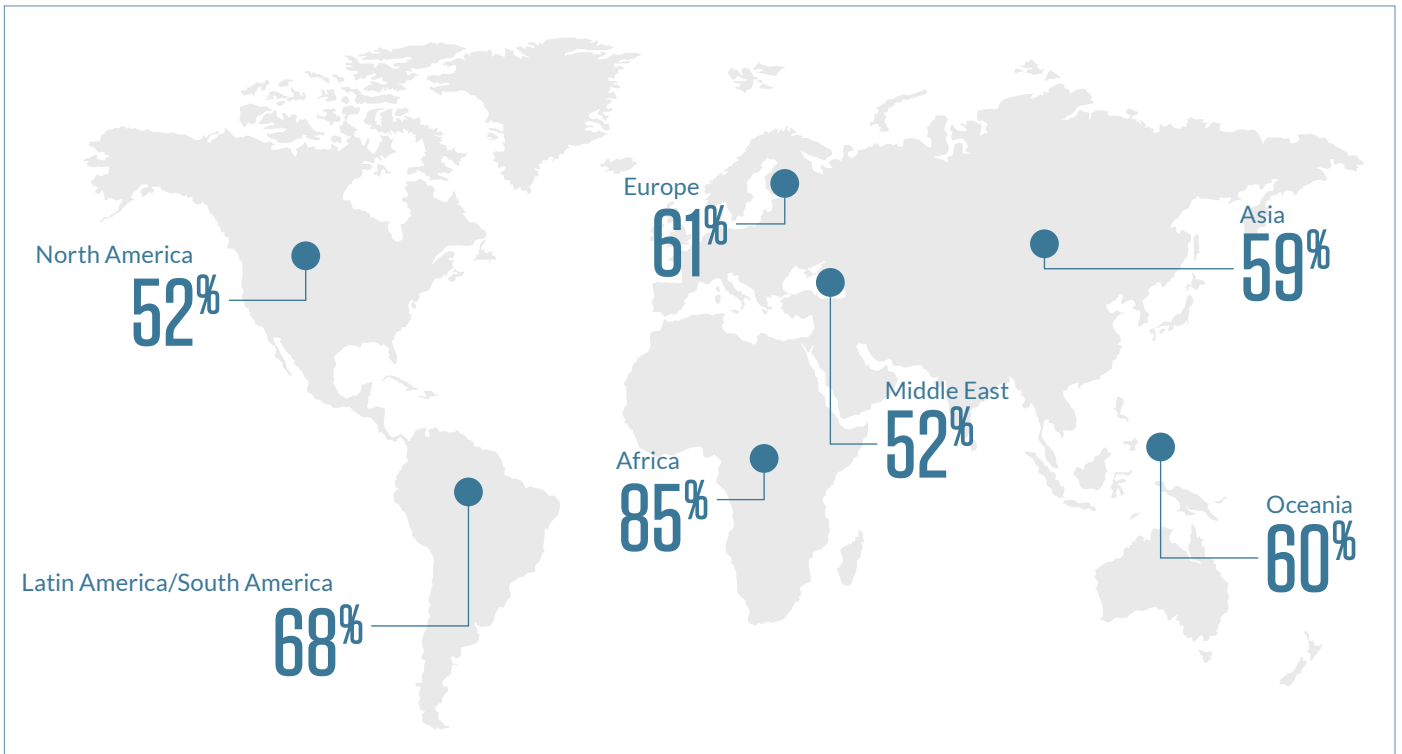 Europe
61%
Asia
59%
North America
52%
Middle East
52%
Africa
85%
Oceania
60%
Latin America/South America
68%